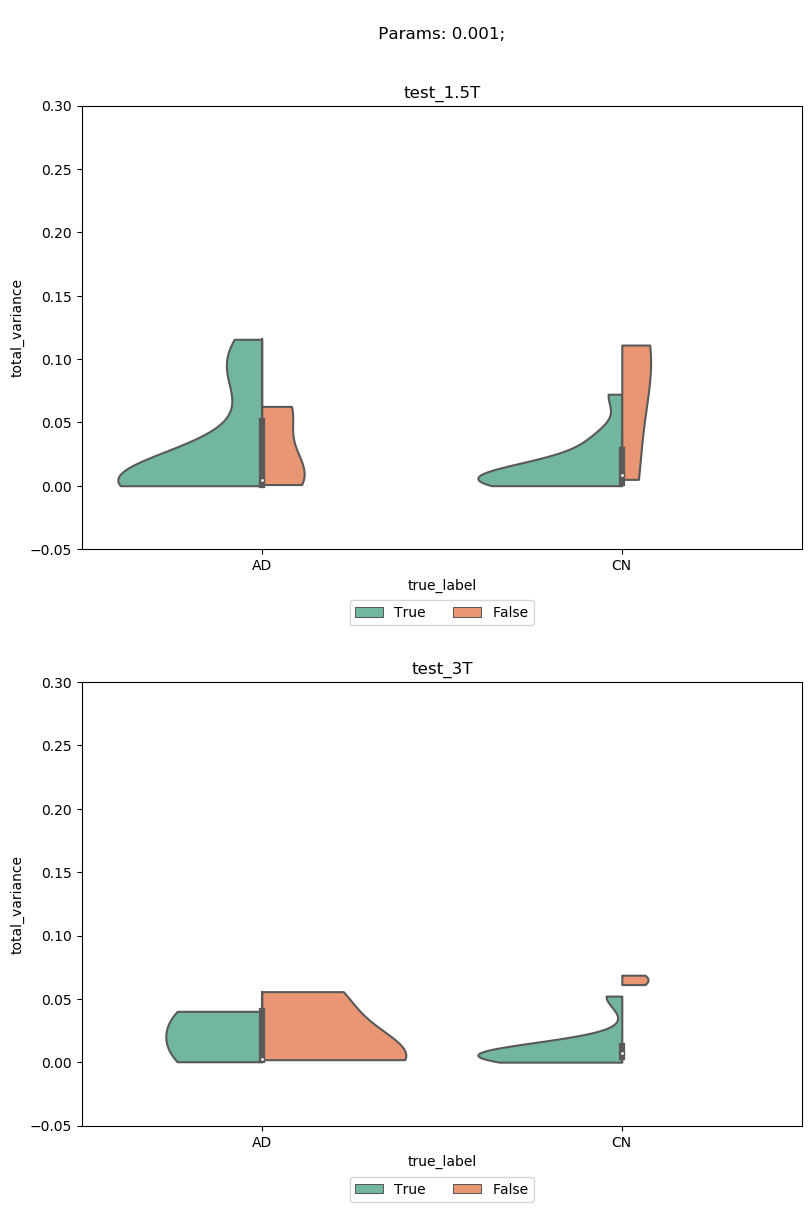 Params: 0.001;
test_1.5T
0.30
0.25
0.20
0.15
0.10
0.05
0.00
−0.05
total_variance
AD CN
true_label
True False
test_3T
0.30
0.25
0.20
0.15
0.10
0.05
0.00
−0.05
total_variance
AD CN
true_label
True False